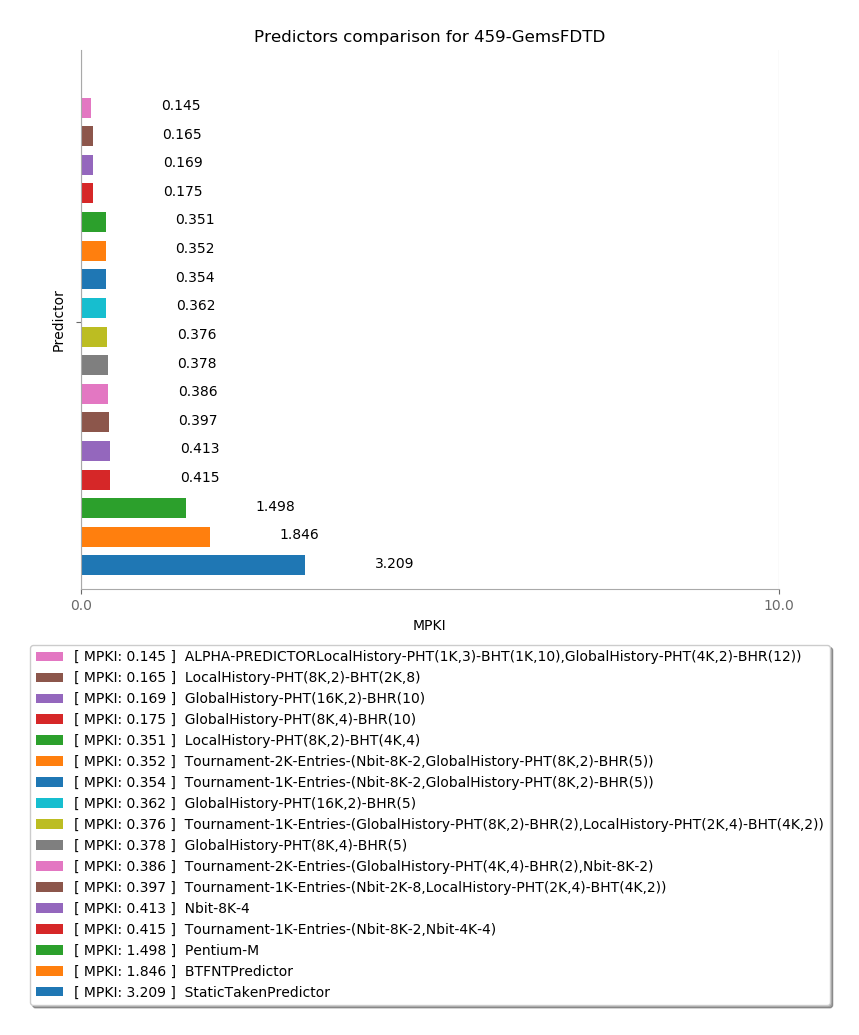 Predictors comparison for 459-GemsFDTD
0.145
0.165
0.169
0.175
0.351
0.352
0.354
0.362
0.376
0.378
0.386
0.397
0.413
0.415
1.498
1.846
3.209
Predictor
0.0
10.0
MPKI
[ MPKI: 0.145 ] ALPHA-PREDICTORLocalHistory-PHT(1K,3)-BHT(1K,10),GlobalHistory-PHT(4K,2)-BHR(12))
[ MPKI: 0.165 ] LocalHistory-PHT(8K,2)-BHT(2K,8)
[ MPKI: 0.169 ] GlobalHistory-PHT(16K,2)-BHR(10)
[ MPKI: 0.175 ] GlobalHistory-PHT(8K,4)-BHR(10)
[ MPKI: 0.351 ] LocalHistory-PHT(8K,2)-BHT(4K,4)
[ MPKI: 0.352 ] Tournament-2K-Entries-(Nbit-8K-2,GlobalHistory-PHT(8K,2)-BHR(5))
[ MPKI: 0.354 ] Tournament-1K-Entries-(Nbit-8K-2,GlobalHistory-PHT(8K,2)-BHR(5))
[ MPKI: 0.362 ] GlobalHistory-PHT(16K,2)-BHR(5)
[ MPKI: 0.376 ] Tournament-1K-Entries-(GlobalHistory-PHT(8K,2)-BHR(2),LocalHistory-PHT(2K,4)-BHT(4K,2))
[ MPKI: 0.378 ] GlobalHistory-PHT(8K,4)-BHR(5)
[ MPKI: 0.386 ] Tournament-2K-Entries-(GlobalHistory-PHT(4K,4)-BHR(2),Nbit-8K-2)
[ MPKI: 0.397 ] Tournament-1K-Entries-(Nbit-2K-8,LocalHistory-PHT(2K,4)-BHT(4K,2))
[ MPKI: 0.413 ] Nbit-8K-4
[ MPKI: 0.415 ] Tournament-1K-Entries-(Nbit-8K-2,Nbit-4K-4)
[ MPKI: 1.498 ] Pentium-M
[ MPKI: 1.846 ] BTFNTPredictor
[ MPKI: 3.209 ] StaticTakenPredictor